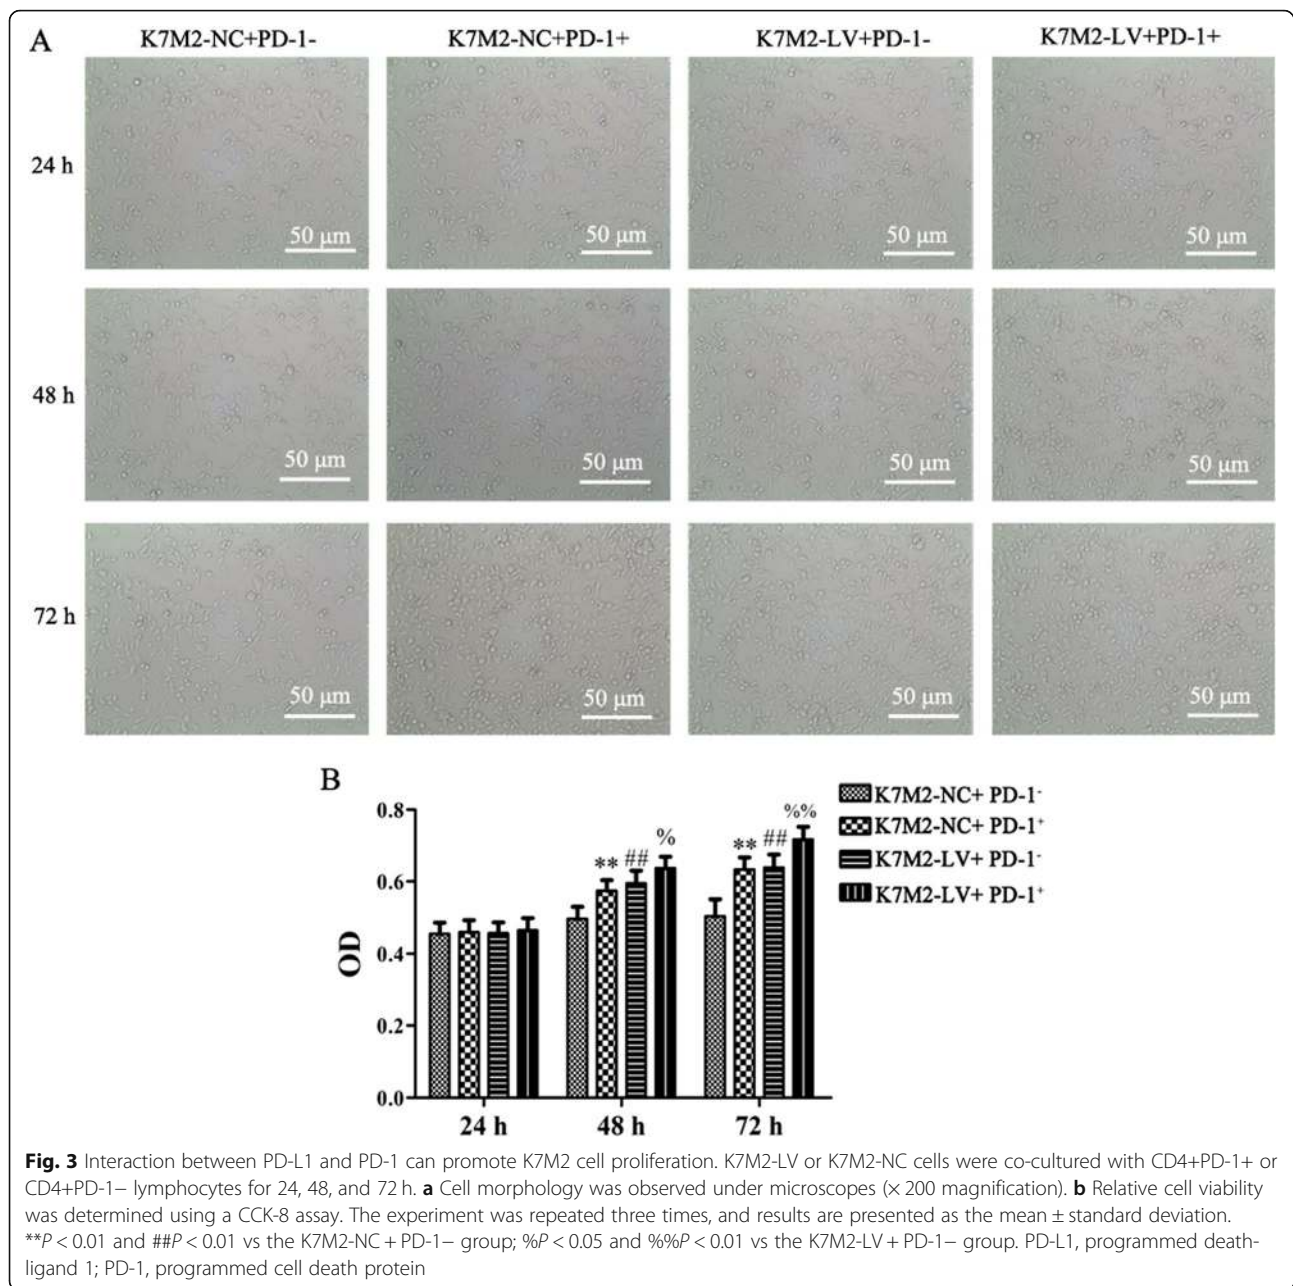 A
K7M2-NC+PD-1- K7M2-NC+PD-1+ K7M2-LV+PD-1- K7M2-LV+PD-1+
24 h
50 µm 50 µm 50 µm 50 µm
48 h
50 µm 50 µm 50 µm 50 µm
72 h
50 µm 50 µm 50 µm 50 µm
B
K7M2-NC+ PD-1⁻
K7M2-NC+ PD-1⁺
K7M2-LV+ PD-1⁻
K7M2-LV+ PD-1⁺
OD
0.8
0.6
0.4
0.2
0.0
** ## %
** ## %%
24 h 48 h 72 h
Fig. 3 Interaction between PD-L1 and PD-1 can promote K7M2 cell proliferation. K7M2-LV or K7M2-NC cells were co-cultured with CD4+PD-1+ or
CD4+PD-1− lymphocytes for 24, 48, and 72 h. a Cell morphology was observed under microscopes (× 200 magnification). b Relative cell viability
was determined using a CCK-8 assay. The experiment was repeated three times, and results are presented as the mean ± standard deviation.
**P < 0.01 and ##P < 0.01 vs the K7M2-NC + PD-1− group; %P < 0.05 and %%P < 0.01 vs the K7M2-LV + PD-1− group. PD-L1, programmed death-
ligand 1; PD-1, programmed cell death protein